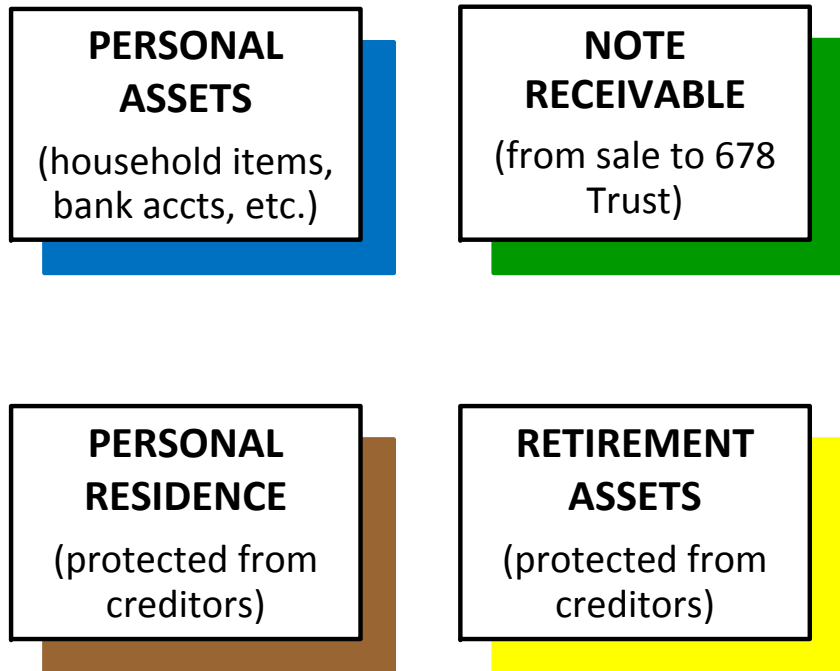 PERSONAL
ASSETS
(household items,
bank accts, etc.)
NOTE
RECEIVABLE
(from sale to 678
Trust)
PERSONAL
RESIDENCE
(protected from
creditors)
RETIREMENT
ASSETS
(protected from
creditors)